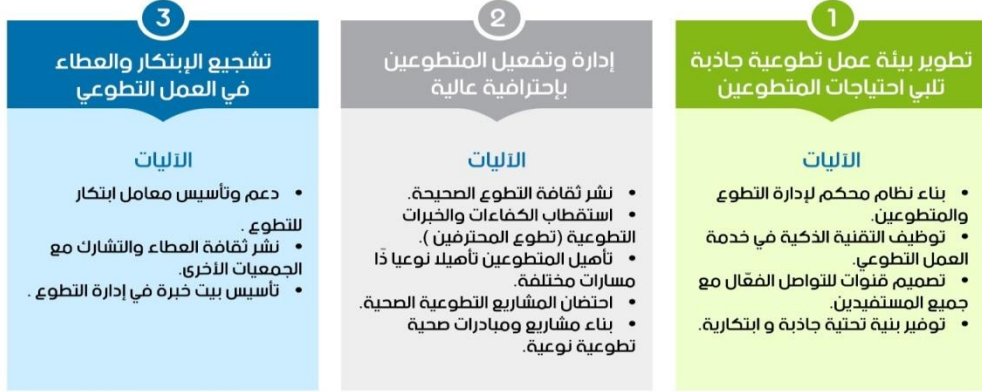 1
تطوير بيئة عمل تطوعية جاذبة
تلبي احتياجات المتطوعين
الآليات
• بناء نظام محكم لإدارة التطوع
والمتطوعين.
• توظيف التقنية الذكية في خدمة
العمل التطوعي.
• تصميم قنوات للتواصل الفعّال مع
جميع المستفيدين.
• توفير بنية تحتية جاذبة و ابتكارية.
2
إدارة وتفعيل المتطوعين
بإحترافية عالية
الآليات
• نشر ثقافة التطوع الصحيحة.
• استقطاب الكفاءات والخبرات
التطوعية (تطوع المحترفين ).
• تأهيل المتطوعين تأهيلا نوعيا ذًا
مسارات مختلفة.
• احتضان المشاريع التطوعية الصحية.
• بناء مشاريع ومبادرات صحية
تطوعية نوعية.
3
تشجيع الإبتكار والعطاء
في العمل التطوعي
الآليات
• دعم وتأسيس معامل ابتكار
للتطوع .
• نشر ثقافة العطاء والتشارك مع
الجمعيات الأخرى.
• تأسيس بيت خبرة في إدارة التطوع .